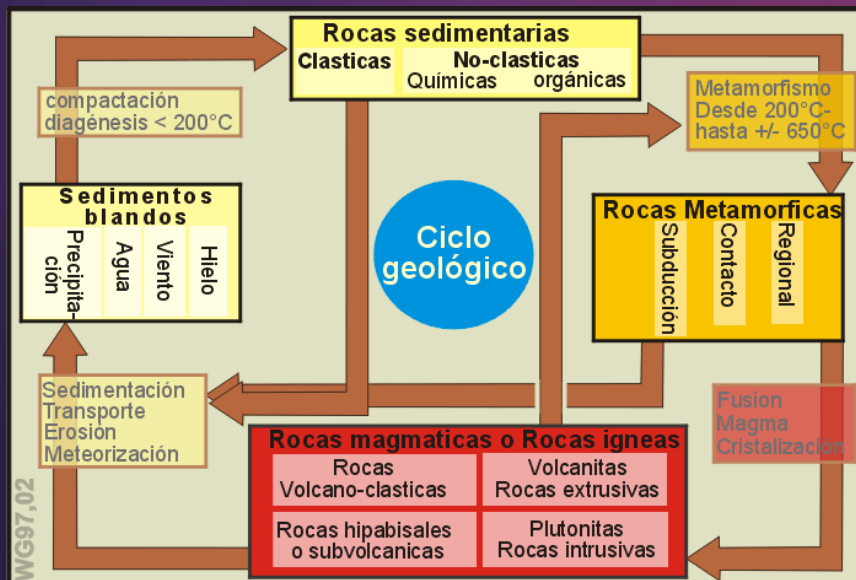 Rocas sedimentarias
Clasticas
No-clasticas
Químicas orgánicas
compactación
diagénesis < 200°C
Metamorfismo
Desde 200°C-
hasta +/- 650°C
Sedimentos
blandos
Precipita-
ción
Agua
Viento
Hielo
Ciclo
geológico
Rocas Metamorficas
Subducción
Contacto
Regional
Sedimentación
Transporte
Erosión
Meteorización
Fusion
Magma
Cristalización
Rocas magmaticas o Rocas igneas
Rocas
Volcano-clasticas
Volcanitas
Rocas extrusivas
Rocas hipabisales
o subvolcanicas
Plutonitas
Rocas intrusivas
WG97,02